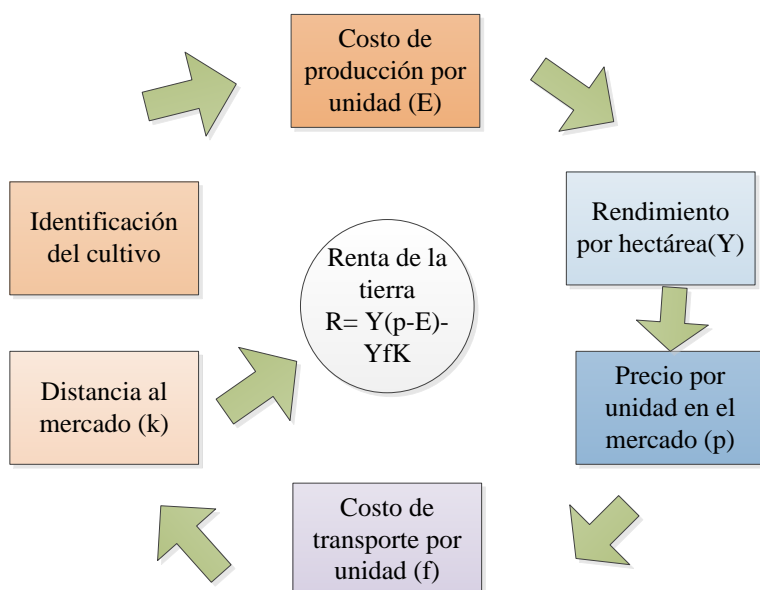 Costo de
producción por
unidad (E)
Identificación
del cultivo
Rendimiento
por hectárea(Y)
Renta de la
tierra
R= Y(p-E)-
YfK
Distancia al
mercado (k)
Precio por
unidad en el
mercado (p)
Costo de
transporte por
unidad (f)